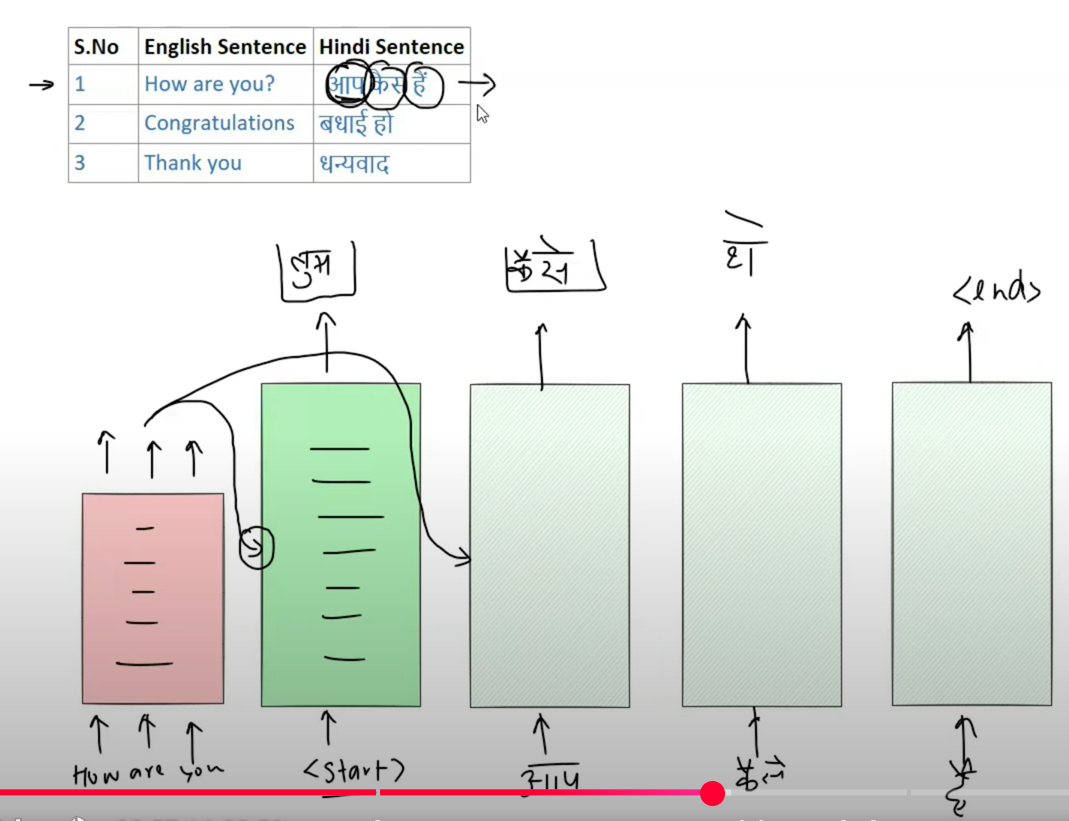 S.No English Sentence Hindi Sentence
1 How are you? आप कैस हैं
2 Congratulations बधाई हो
3 Thank you धन्यवाद
तुम कैसे थे <end>
How are you <start> आप कैसे